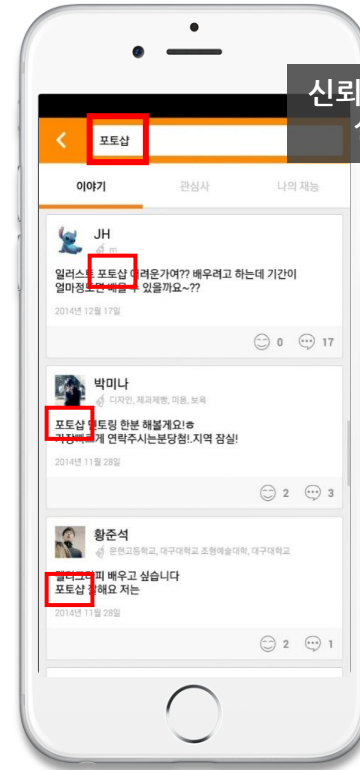 신뢰
포토샵
이야기 관심사 나의 재능
JH
m
일러스트 포토샵 어려운가여?? 배우려고 하는데 기간이
얼마정도면 배울 수 있을까요~??
2014년 12월 17일
0 17
박미나
디자인, 제과제빵, 미용, 보육
포토샵 멘토링 한분 해볼게요!ㅎ
가장빠르게 연락주시는분당첨!.지역 잠실!
2014년 11월 28일
2 3
황준석
문현고등학교, 대구대학교 조형예술대학, 대구대학교
캘리그라피 배우고 싶습니다
포토샵 잘해요 저는
2014년 11월 28일
2 1